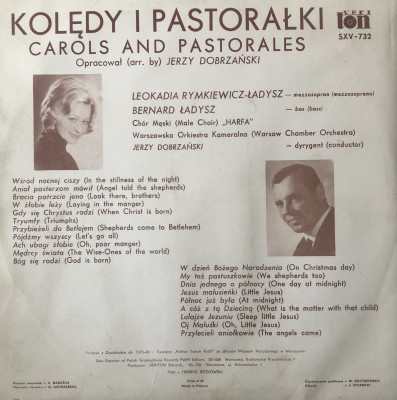 KOLĘDY I PASTORAŁKI
CAROLS AND PASTORALES
Opracował (arr. by) JERZY DOBRZAŃSKI
veriton
SXV-732
LEOKADIA RYMKIEWICZ-ŁADYSZ — mezzosopran (mezzosoprano)
BERNARD ŁADYSZ — bas (bass)
Chór Męski (Male Choir) „HARFA"
Warszawska Orkiestra Kameralna (Warsaw Chamber Orchestra)
JERZY DOBRZAŃSKI — dyrygent (conductor)
Wśród nocnej ciszy (In the stillness of the night)
Anioł pasterzom mówił (Angel told the shepherds)
Bracia patrzcie jeno (Look there, brothers)
W żłobie leży (Laying in the manger)
Gdy się Chrystus rodzi (When Christ is born)
Tryumfy (Triumphs)
Przybieżeli do Betlejem (Shepherds come to Betlehem)
Pójdźmy wszyscy (Let's go all)
Ach ubogi żłobie (Oh, poor manger)
Mędrcy świata (The Wise-Ones of the world)
Bóg się rodzi (God is born)
W dzień Bożego Narodzenia (On Christmas day)
My też pastuszkowie (We shepherds too)
Dnia jednego o północy (One day at midnight)
Jezus malusieńki (Little Jesus)
Północ już była (At midnight)
A cóż z tą Dzieciną (What is the matter with that child)
Lulajże Jezuniu (Sleep little Jesus)
Oj Maluśki (Oh, Little Jesus)
Przylecieli aniołkowie (The angels came)